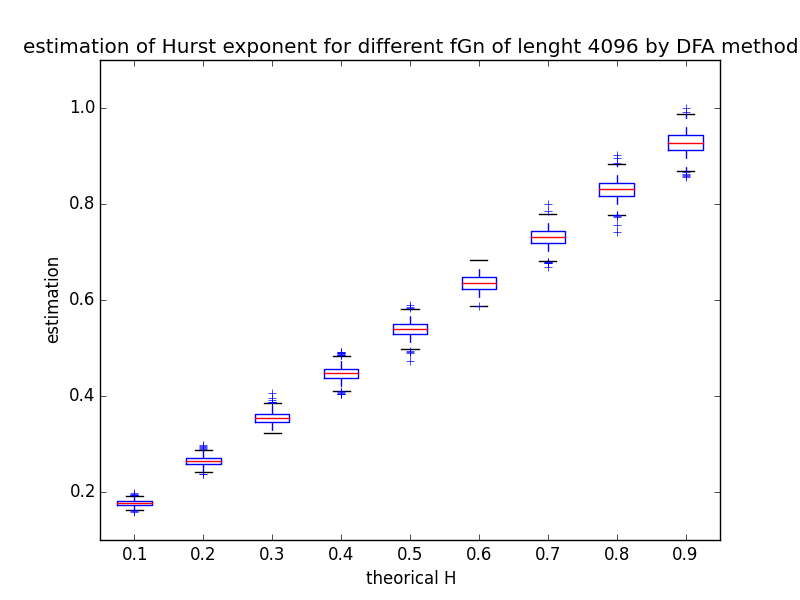 estimation of Hurst exponent for different fGn of lenght 4096 by DFA method
1.0
0.8
0.6
0.4
0.2
estimation
0.1 0.2 0.3 0.4 0.5 0.6 0.7 0.8 0.9
theorical H